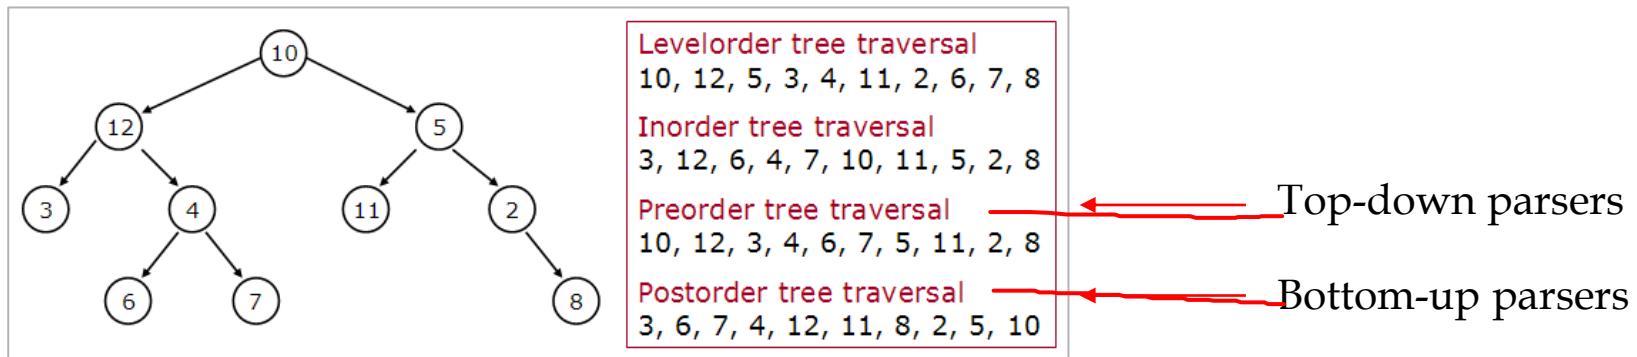 10
12
5
3
4
11
2
6
7
8
Levelorder tree traversal
10, 12, 5, 3, 4, 11, 2, 6, 7, 8
Inorder tree traversal
3, 12, 6, 4, 7, 10, 11, 5, 2, 8
Preorder tree traversal
10, 12, 3, 4, 6, 7, 5, 11, 2, 8
Postorder tree traversal
3, 6, 7, 4, 12, 11, 8, 2, 5, 10
Top-down parsers
Bottom-up parsers